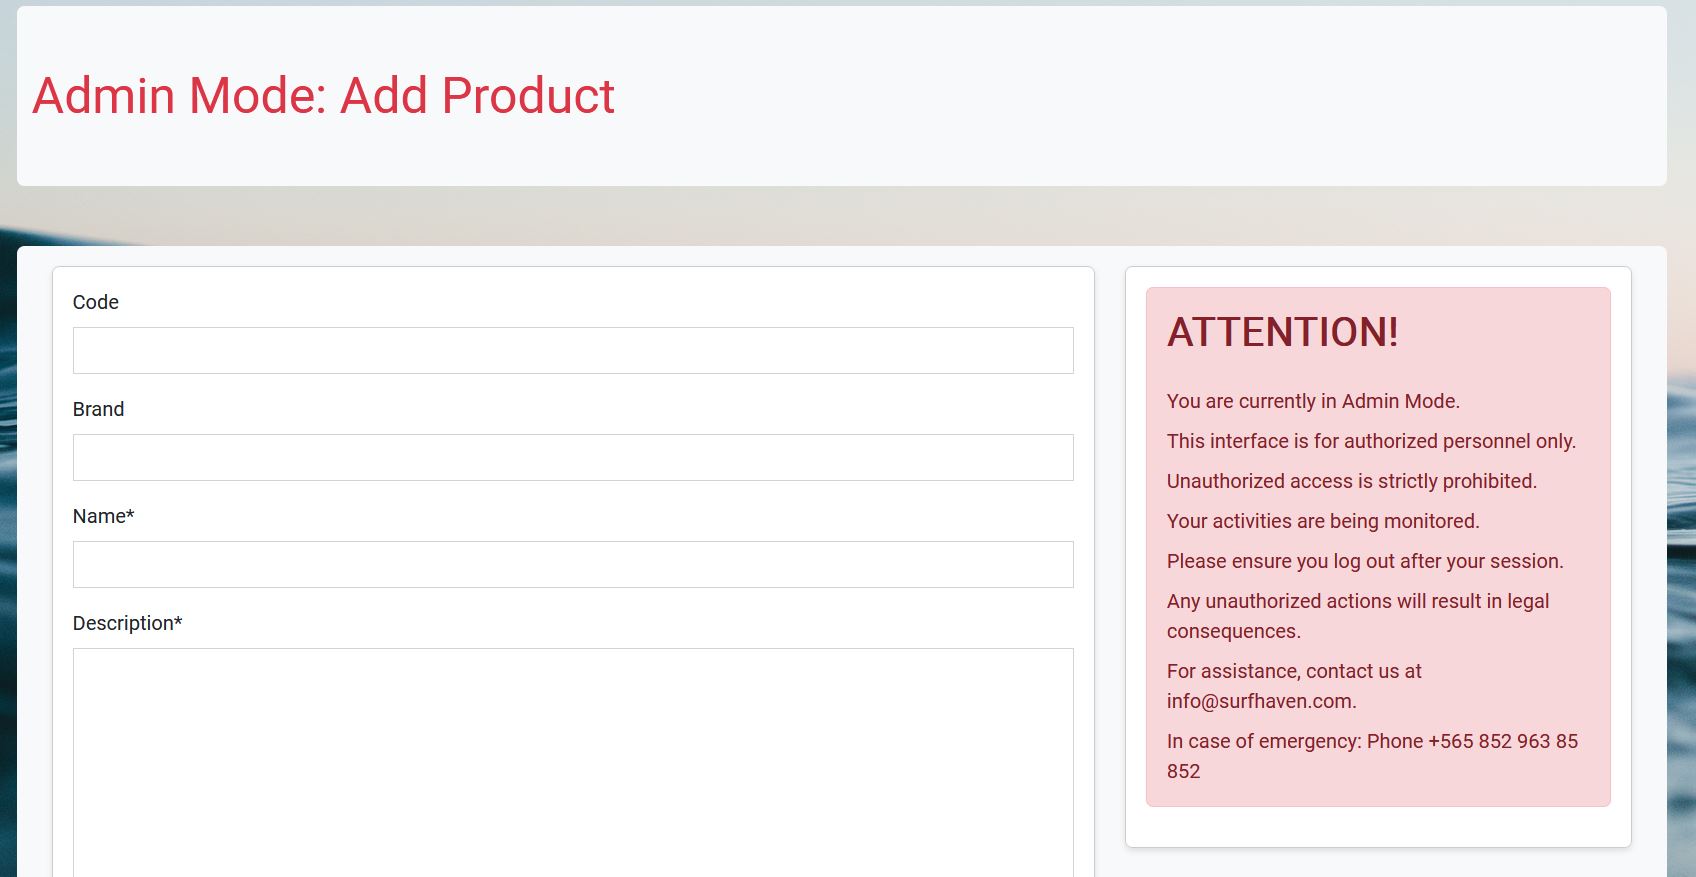 Admin Mode: Add Product
Code
Brand
Name*
Description*
ATTENTION!
You are currently in Admin Mode.
This interface is for authorized personnel only.
Unauthorized access is strictly prohibited.
Your activities are being monitored.
Please ensure you log out after your session.
Any unauthorized actions will result in legal
consequences.
For assistance, contact us at
info@surfhaven.com.
In case of emergency: Phone +565 852 963 85
852